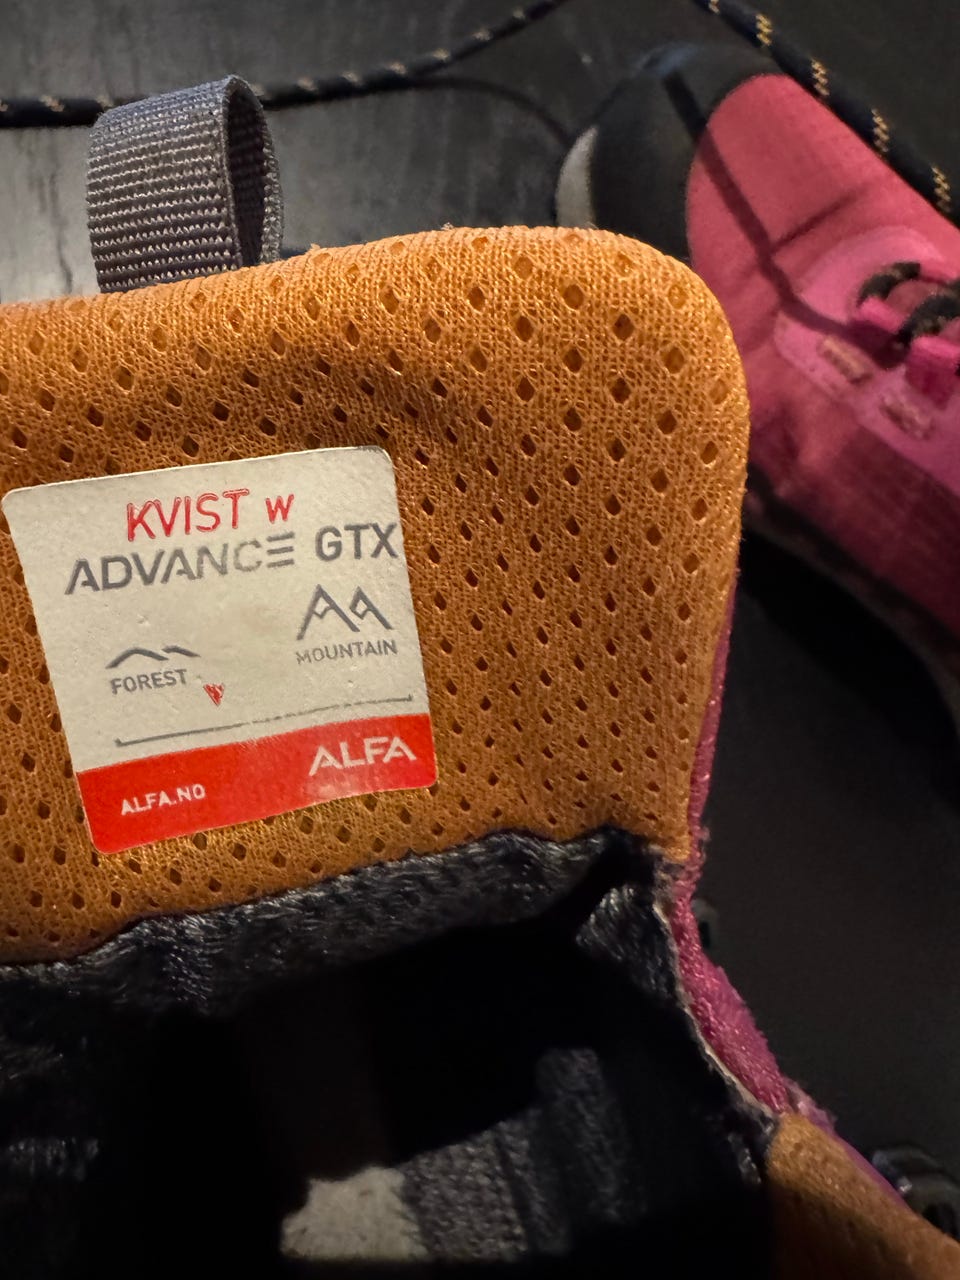 KVIST W
ADVANCE GTX
FOREST
MOUNTAIN
ALFA.NO
ALFA